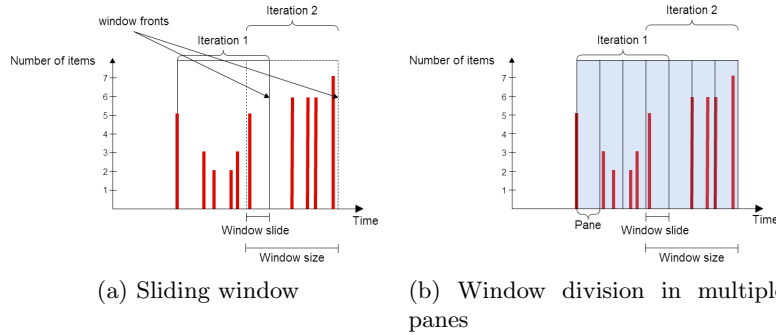 Iteration 2
window fronts
Iteration 1
Number of items
7
6
5
4
3
2
1
Time
Window slide
Window size
(a) Sliding window
Iteration 2
Iteration 1
Number of items
7
6
5
4
3
2
1
Time
Pane
Window slide
Window size
(b) Window division in multiple
panes